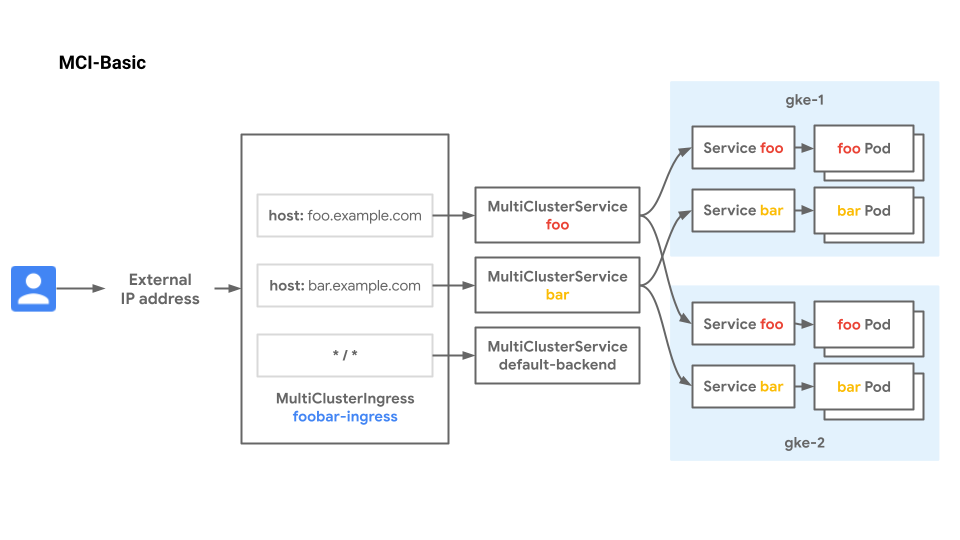 MCI-Basic
External
IP address
host: foo.example.com
host: bar.example.com
* / *
MultiClusterIngress
foobar-ingress
MultiClusterService
foo
MultiClusterService
bar
MultiClusterService
default-backend
gke-1
Service foo
foo Pod
Service bar
bar Pod
Service foo
foo Pod
Service bar
bar Pod
gke-2